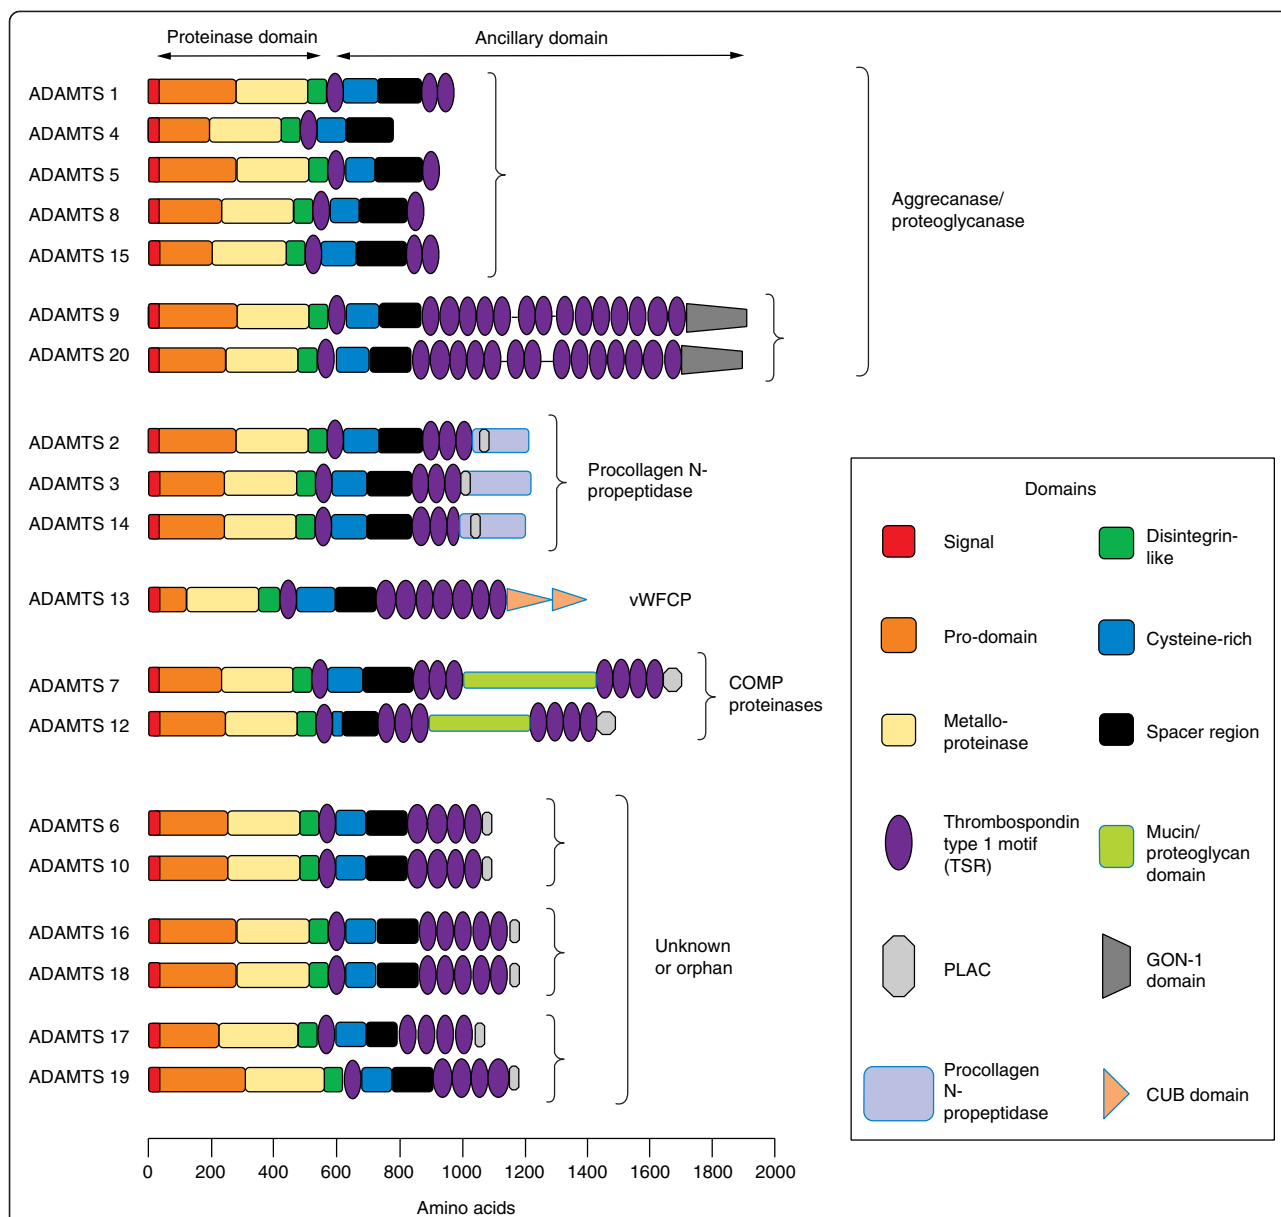 Proteinase domain
Ancillary domain
ADAMTS 1
ADAMTS 4
ADAMTS 5
ADAMTS 8
ADAMTS 15
Aggrecanase/
proteoglycanase
ADAMTS 9
ADAMTS 20
ADAMTS 2
ADAMTS 3
ADAMTS 14
Procollagen N-
propeptidase
ADAMTS 13
vWFCP
ADAMTS 7
ADAMTS 12
COMP
proteinases
ADAMTS 6
ADAMTS 10
ADAMTS 16
ADAMTS 18
ADAMTS 17
ADAMTS 19
Unknown
or orphan
0 200 400 600 800 1000 1200 1400 1600 1800 2000
Amino acids
Domains
Signal
Disintegrin-
like
Pro-domain
Cysteine-rich
Metallo-
proteinase
Spacer region
Thrombospondin
type 1 motif
(TSR)
Mucin/
proteoglycan
domain
PLAC
GON-1
domain
Procollagen
N-
propeptidase
CUB domain